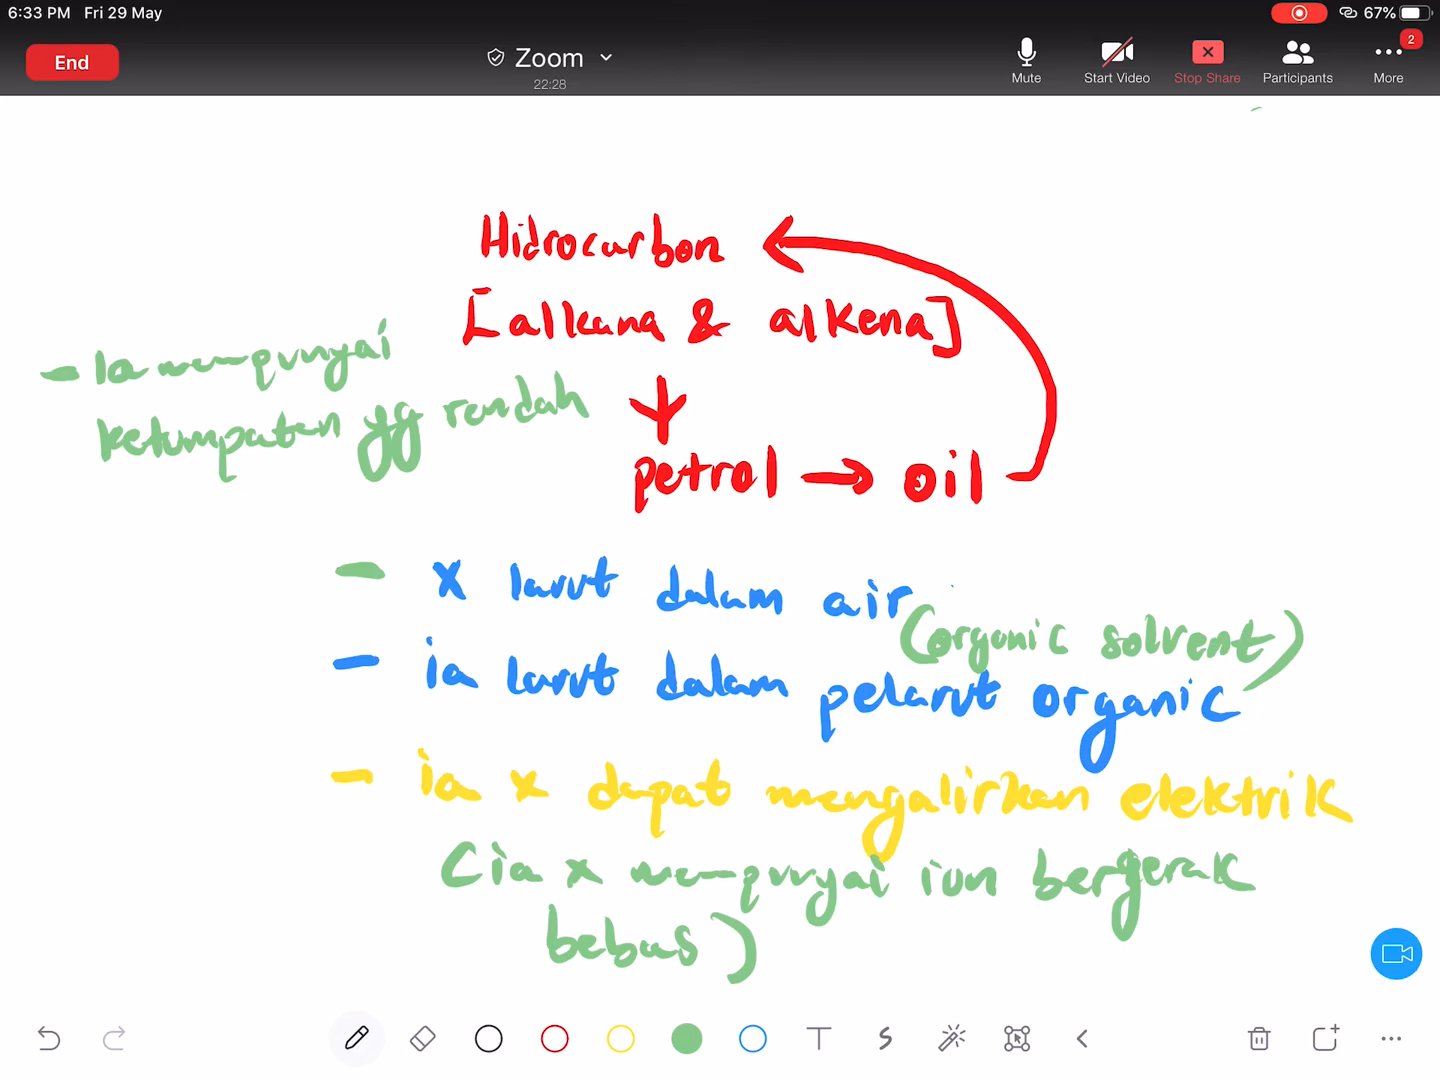 6:33 PM Fri 29 May
67%
End
Zoom
22:28
Mute
Start Video
Stop Share
Participants
More
2
Hidrocarbon
[alkana & alkena]
- Ia mempunyai
ketumpatan yg rendah
petrol → oil
- x larut dalam air
(organic solvent)
- ia larut dalam pelarut organic
- ia x dapat mengalirkan elektrik
(ia x mempunyai ion bergerak
bebas)
T